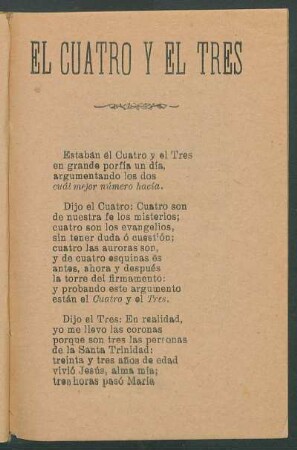 EL CUATRO Y EL TRES
Estabán él Cuatro y el Tres
en grande porfía un día,
argumentando los dos
cuál mejor número hacía.
Dijo el Cuatro: Cuatro son
de nuestra fe los misterios;
cuatro son los evangelios,
sin tener duda ó cuestión;
cuatro las auroras son,
y de cuatro esquinas és
antes, ahora y después
la torre del firmamento:
y probando este argumento
están el Cuatro y el Tres.
Dijo el Tres: En realidad,
yo me llevo las coronas
porque son tres las personas
de la Santa Trinidad:
treinta y tres años de edad
vivió Jesús, alma mía;
tres horas pasó María